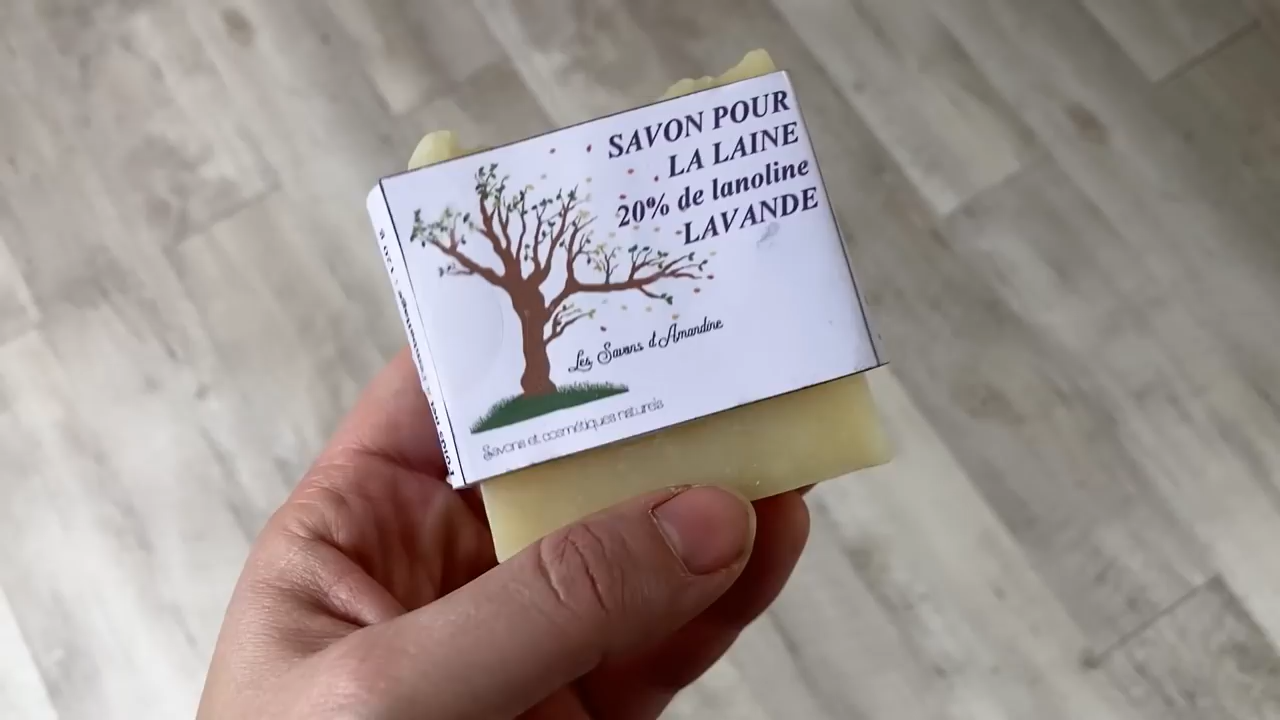 SAVON POUR
LA LAINE
20% de lanoline
LAVANDE
Les Savons d'Amandine
Savons et cosmétiques naturels